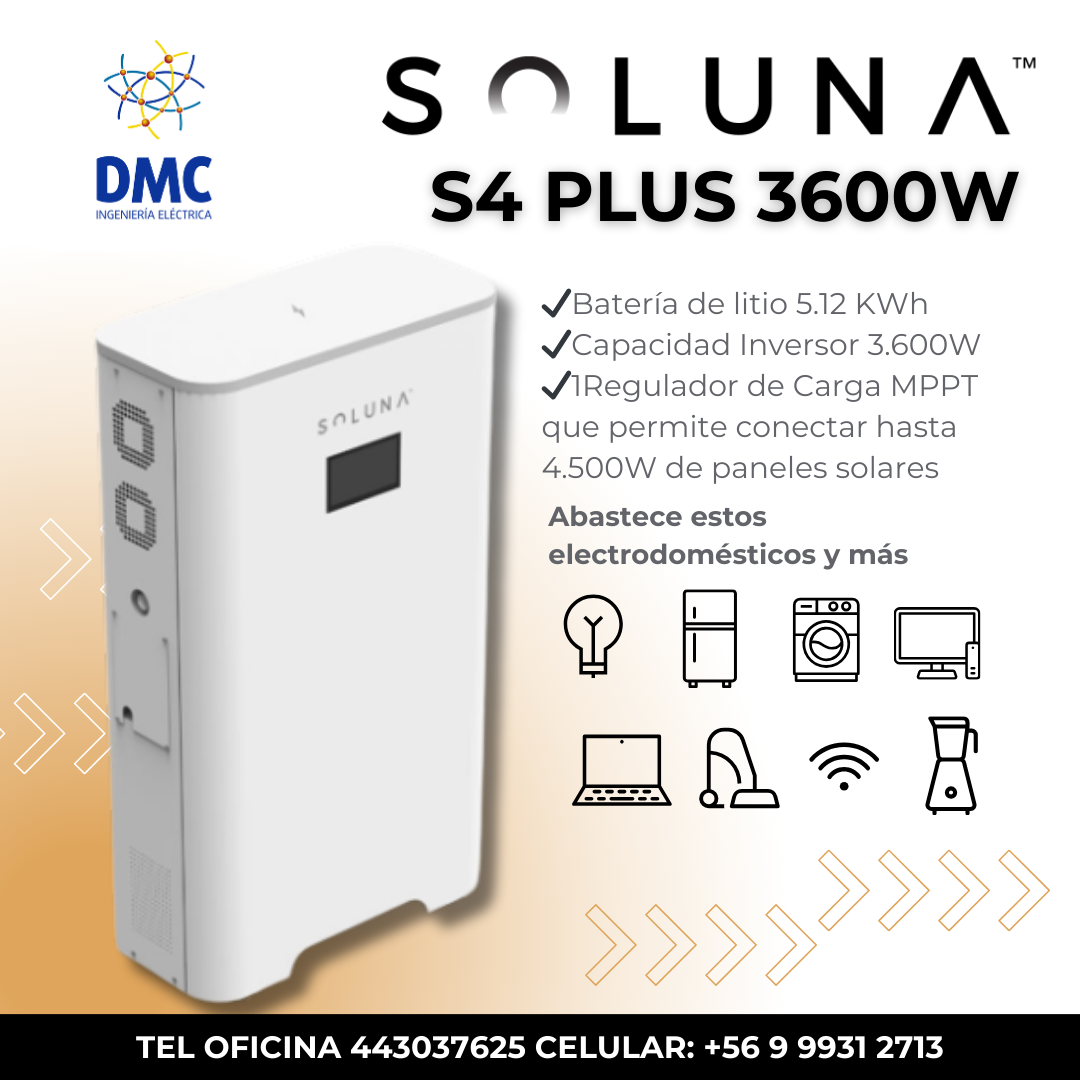 DMC
INGENIERÍA ELÉCTRICA
SOLUNA™
S4 PLUS 3600W
✓Batería de litio 5.12 KWh
✓Capacidad Inversor 3.600W
✓1Regulador de Carga MPPT
que permite conectar hasta
4.500W de paneles solares
Abastece estos
electrodomésticos y más
SOLUNA
TEL OFICINA 443037625 CELULAR: +56 9 9931 2713